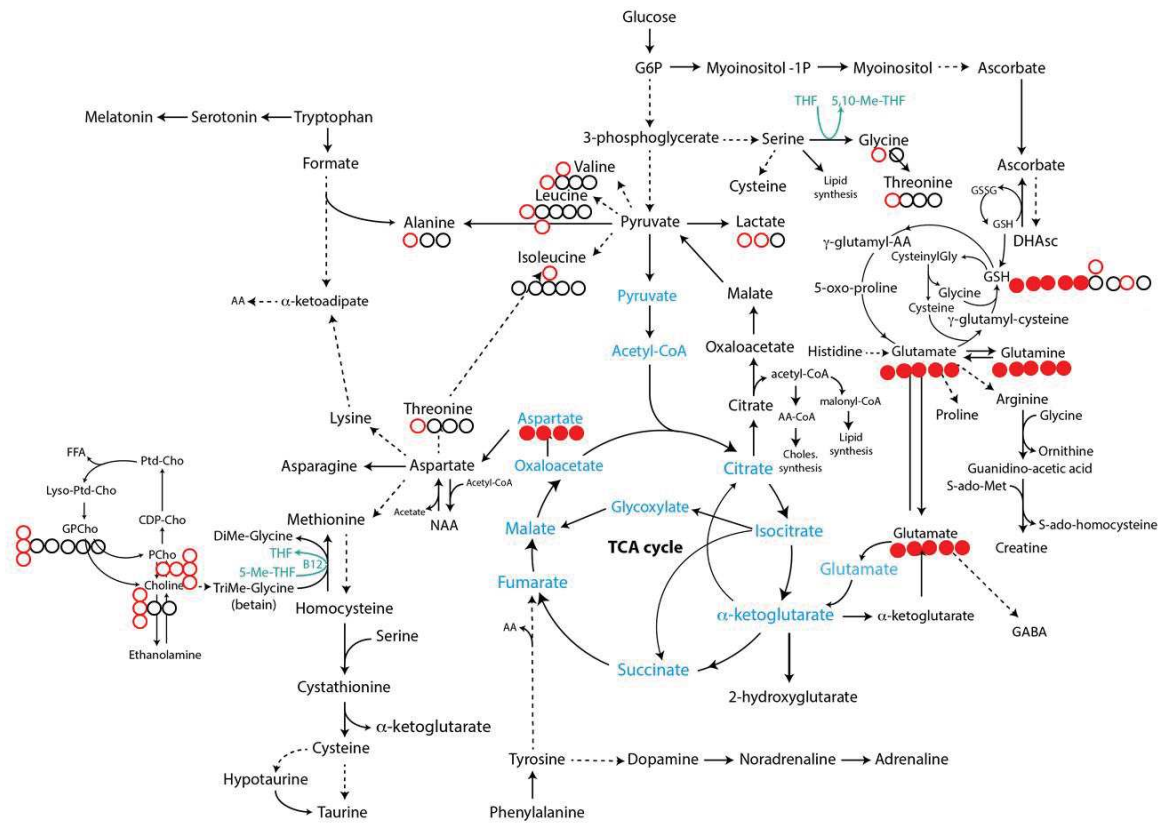 Glucose
G6P
Myoinositol -1P
Myoinositol
Ascorbate
THF
5,10-Me-THF
Melatonin
Serotonin
Tryptophan
3-phosphoglycerate
Serine
Glycine
Formate
Valine
Cysteine
Lipid
synthesis
Threonine
Ascorbate
GSSG
Leucine
Alanine
Pyruvate
Lactate
GSH
DHAsc
γ-glutamyl-AA
CysteinylGly
Isoleucine
GSH
5-oxo-proline
Glycine
Cysteine
AA
α-ketoadipate
Pyruvate
Malate
γ-glutamyl-cysteine
Acetyl-CoA
Oxaloacetate
Histidine
Glutamate
Glutamine
acetyl-CoA
malonyl-CoA
Arginine
Lysine
Threonine
Aspartate
Citrate
AA-CoA
Proline
Glycine
Lipid
synthesis
Choles.
synthesis
Ornithine
FFA
Ptd-Cho
Asparagine
Aspartate
Oxaloacetate
Citrate
Guanidino-acetic acid
Lyso-Ptd-Cho
Acetyl-CoA
S-ado-Met
Acetate
NAA
Glycoxylate
CDP-Cho
GPCho
Methionine
Malate
Isocitrate
Glutamate
S-ado-homocysteine
DiMe-Glycine
THF
B12
5-Me-THF
TCA cycle
Creatine
PCho
Choline
TriMe-Glycine
(betain)
Fumarate
Glutamate
Homocysteine
α-ketoglutarate
α-ketoglutarate
AA
GABA
Ethanolamine
Serine
Succinate
Cystathionine
2-hydroxyglutarate
α-ketoglutarate
Cysteine
Tyrosine
Dopamine
Noradrenaline
Adrenaline
Hypotaurine
Taurine
Phenylalanine